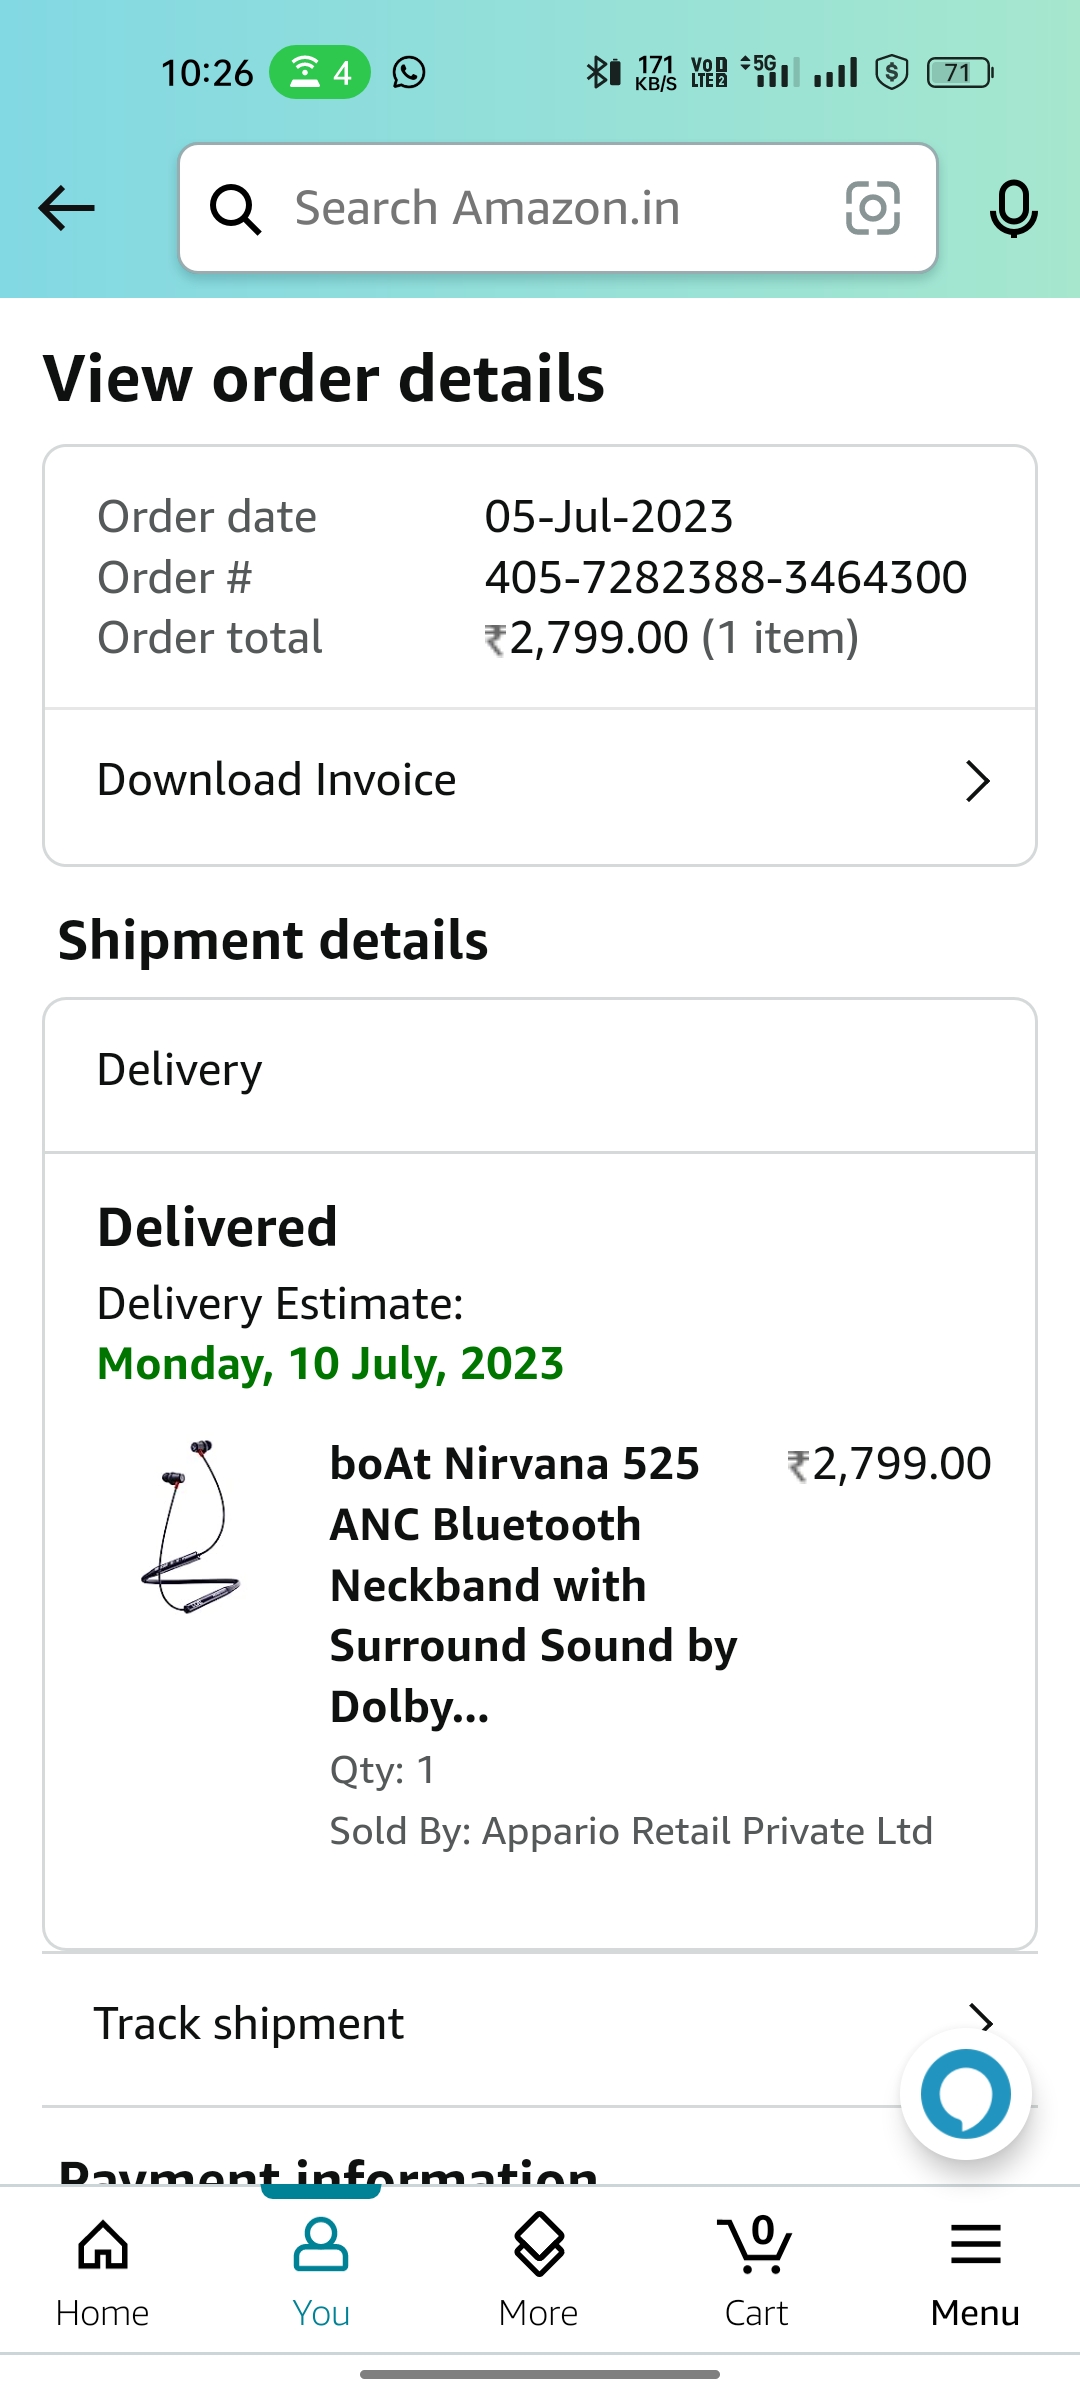 10:26 4 171 KB/S VoD LTE2 5G 71
Search Amazon.in
View order details
Order date 05-Jul-2023
Order # 405-7282388-3464300
Order total ₹2,799.00 (1 item)
Download Invoice
Shipment details
Delivery
Delivered
Delivery Estimate:
Monday, 10 July, 2023
boAt Nirvana 525 ₹2,799.00
ANC Bluetooth
Neckband with
Surround Sound by
Dolby...
Qty: 1
Sold By: Appario Retail Private Ltd
Track shipment
Payment information
0
Home You More Cart Menu